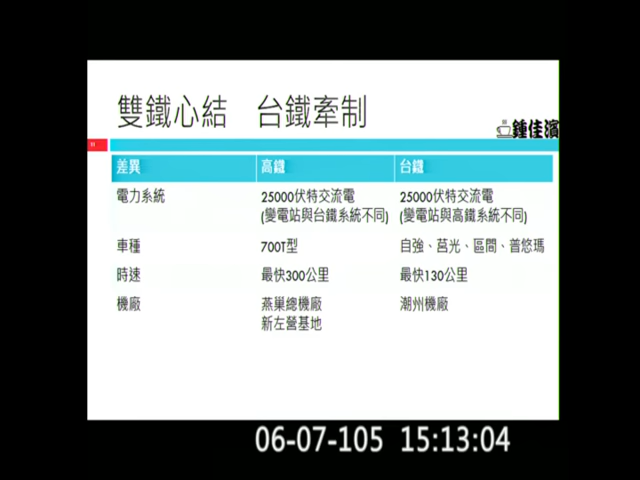 雙鐵心結 台鐵牽制
鍾佳濱
差異 高鐵 台鐵
電力系統 25000伏特交流電 25000伏特交流電
(變電站與台鐵系統不同) (變電站與高鐵系統不同)
車種 700T型 自強、莒光、區間、普悠瑪
時速 最快300公里 最快130公里
機廠 燕巢總機廠 潮州機廠
新左營基地
06-07-105 15:13:04